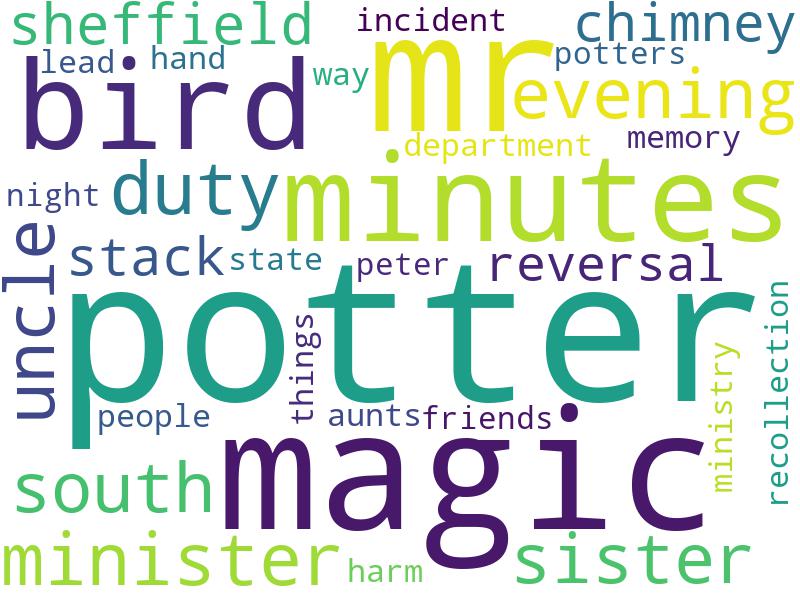 sheffield
incident
chimney
lead
hand
mr
potters
bird
way
evening
department
memory
night
duty
minutes
uncle
stack
state
peter
reversal
potter
things
recollection
people
aunts
friends
ministry
magic
south
minister
harm
sister